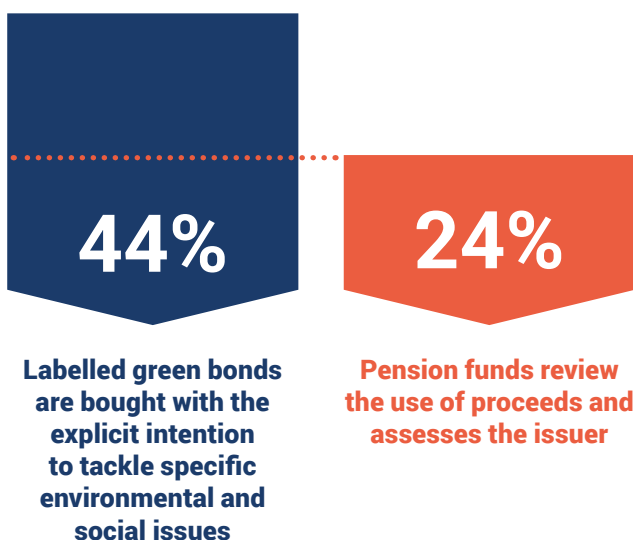 44%
Labelled green bonds
are bought with the
explicit intention
to tackle specific
environmental and
social issues
24%
Pension funds review
the use of proceeds and
assesses the issuer